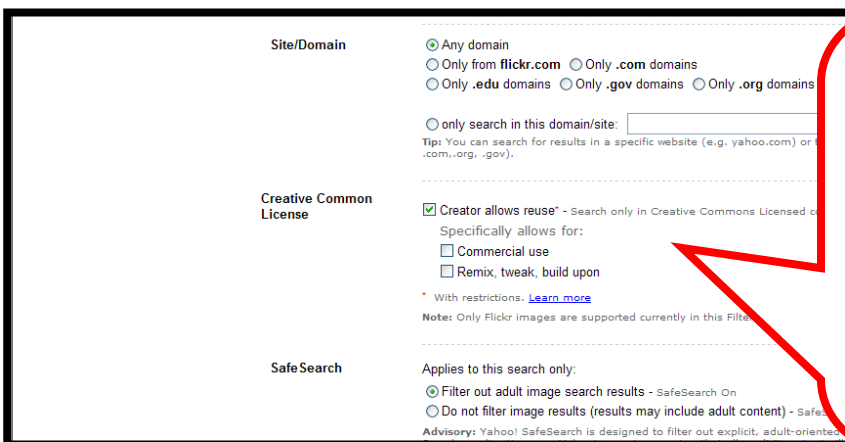 Site/Domain
Any domain
Only from flickr.com Only .com domains
Only .edu domains Only .gov domains Only .org domains
only search in this domain/site:
Tip: You can search for results in a specific website (e.g. yahoo.com) or
.com,.org, .gov).
Creative Common
License
Creator allows reuse* - Search only in Creative Commons Licensed
Specifically allows for:
Commercial use
Remix, tweak, build upon
* With restrictions. Learn more
Note: Only Flickr images are supported currently in this
SafeSearch
Applies to this search only:
Filter out adult image search results - SafeSearch On
Do not filter image results (results may include adult content) -
Advisory: Yahoo! SafeSearch is designed to filter out explicit, adult-oriented